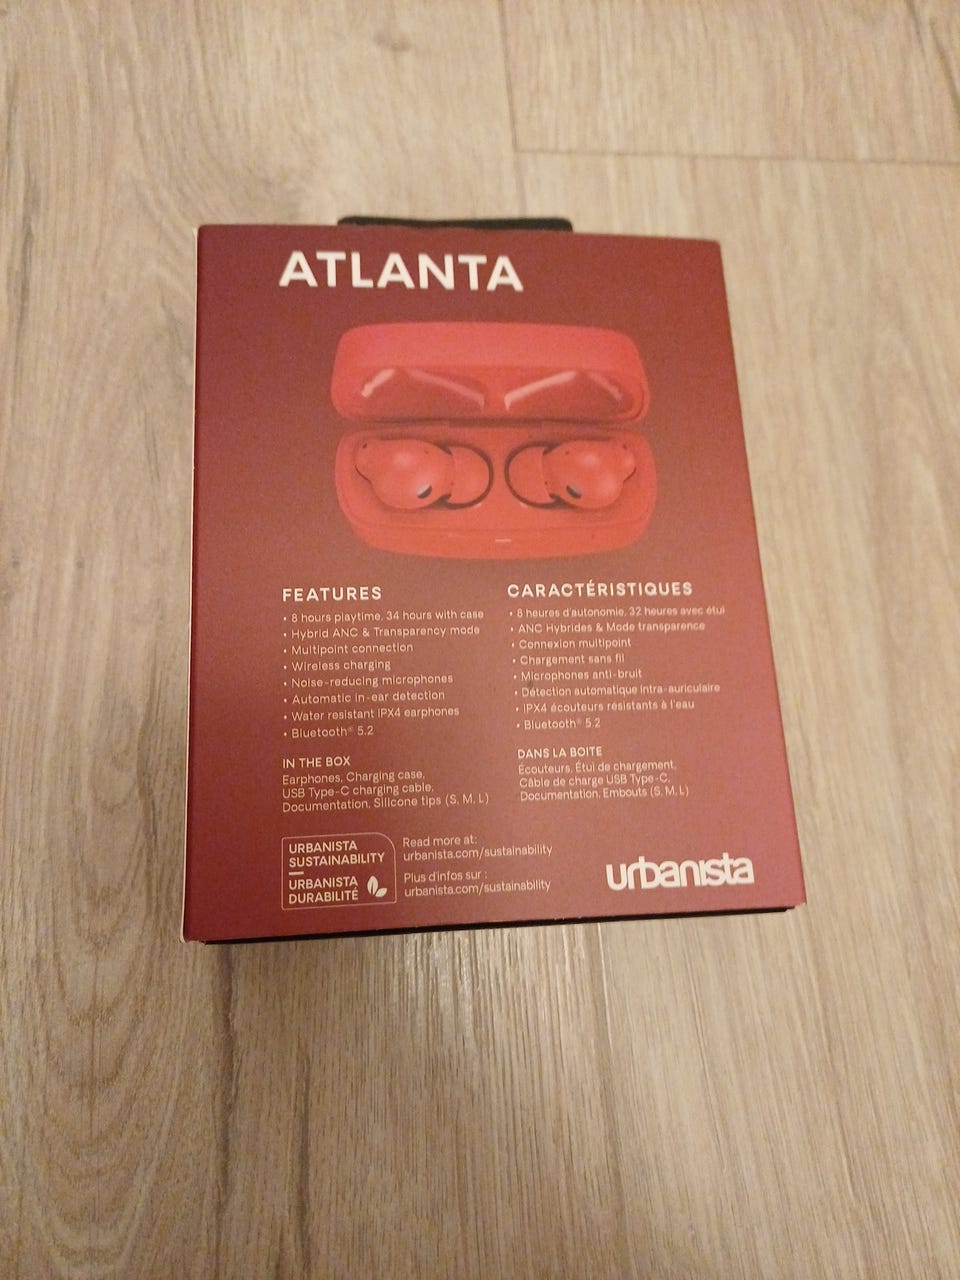 ATLANTA
FEATURES
• 8 hours playtime, 34 hours with case
• Hybrid ANC & Transparency mode
• Multipoint connection
• Wireless charging
• Noise-reducing microphones
• Automatic in-ear detection
• Water resistant IPX4 earphones
• Bluetooth® 5.2
IN THE BOX
Earphones, Charging case,
USB Type-C charging cable,
Documentation, Silicone tips (S, M, L)
CARACTÉRISTIQUES
• 8 heures d'autonomie, 32 heures avec étui
• ANC Hybrides & Mode transparence
• Connexion multipoint
• Chargement sans fil
• Microphones anti-bruit
• Détection automatique intra-auriculaire
• IPX4 écouteurs résistants à l'eau
• Bluetooth® 5.2
DANS LA BOITE
Écouteurs, Étui de chargement,
Câble de charge USB Type-C,
Documentation, Embouts (S, M, L)
URBANISTA
SUSTAINABILITY
URBANISTA
DURABILITÉ
Read more at:
urbanista.com/sustainability
Plus d'infos sur :
urbanista.com/sustainability
urbanista